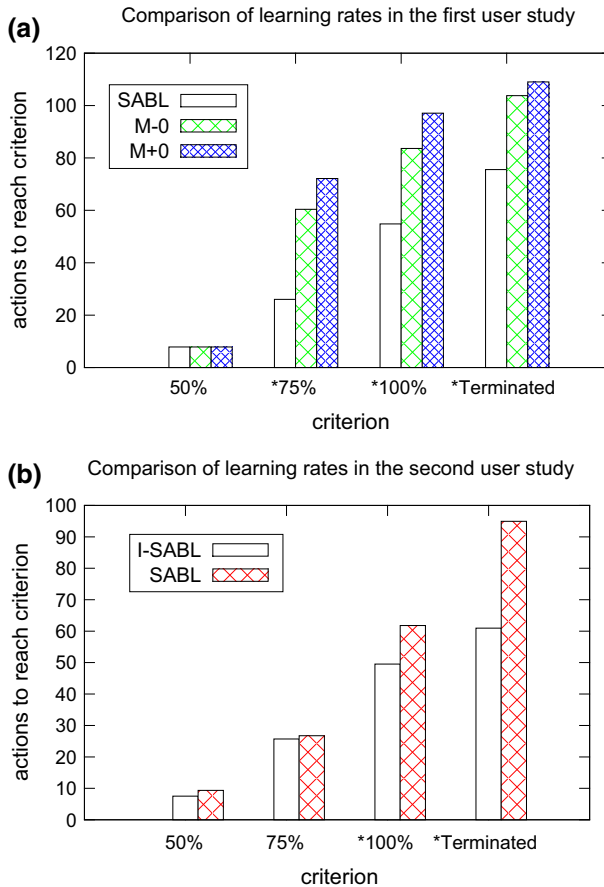 (a)
Comparison of learning rates in the first user study
actions to reach criterion
120
100
80
60
40
20
0
SABL
M-0
M+0
50%
*75%
*100%
*Terminated
criterion
(b)
Comparison of learning rates in the second user study
actions to reach criterion
100
90
80
70
60
50
40
30
20
10
0
I-SABL
SABL
50%
75%
*100%
*Terminated
criterion